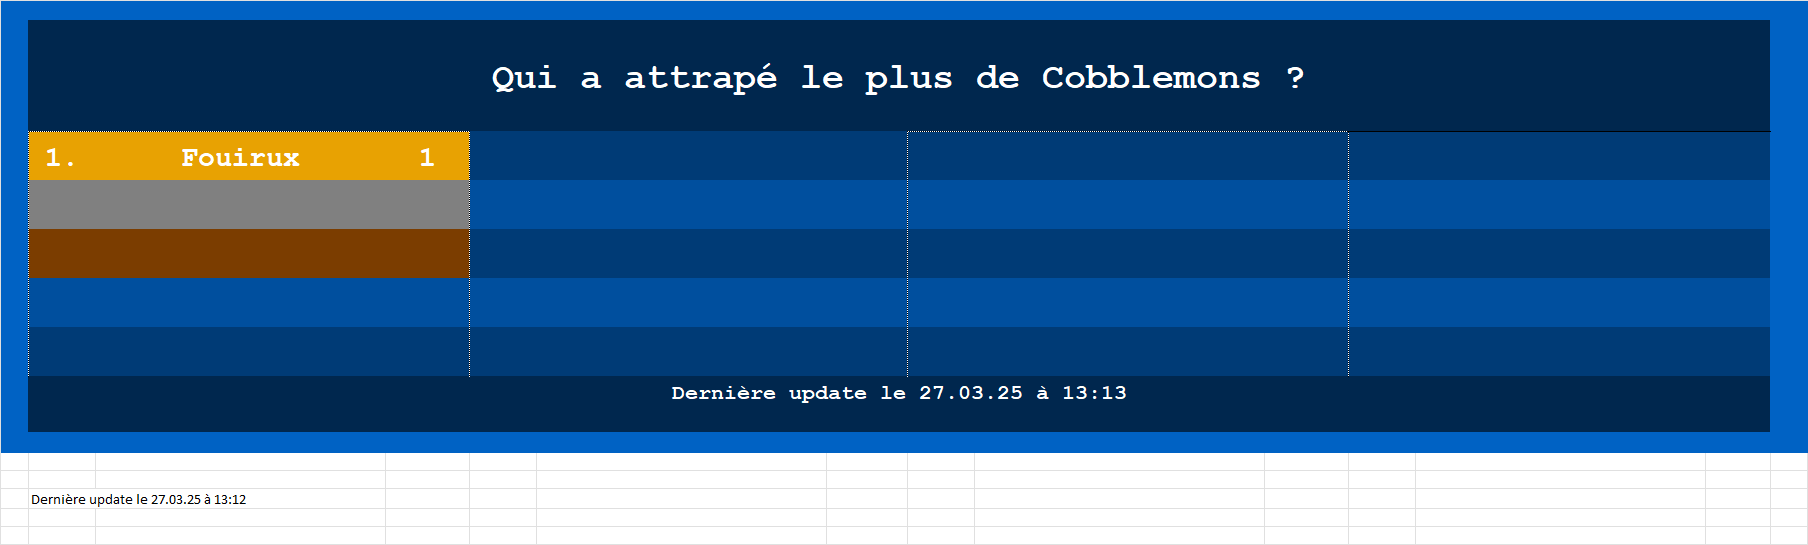 Qui a attrapé le plus de Cobblemons ?
1. Fouirux 1
Dernière update le 27.03.25 à 13:13
Dernière update le 27.03.25 à 13:12